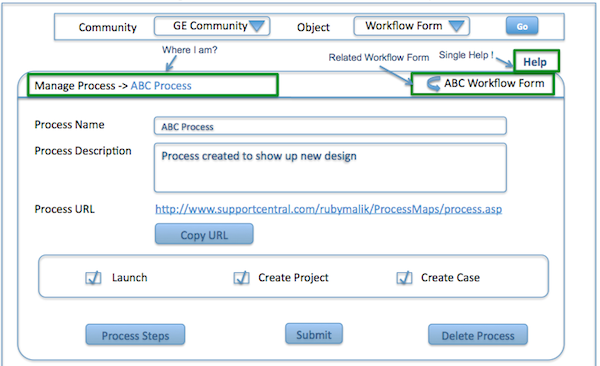 Community GE Community Object Workflow Form Go
Where I am? Related Workflow Form Single Help !
Help
Manage Process -> ABC Process ABC Workflow Form
Process Name ABC Process
Process Description Process created to show up new design
Process URL http://www.supportcentral.com/rubymalik/ProcessMaps/process.asp
Copy URL
Launch Create Project Create Case
Process Steps Submit Delete Process